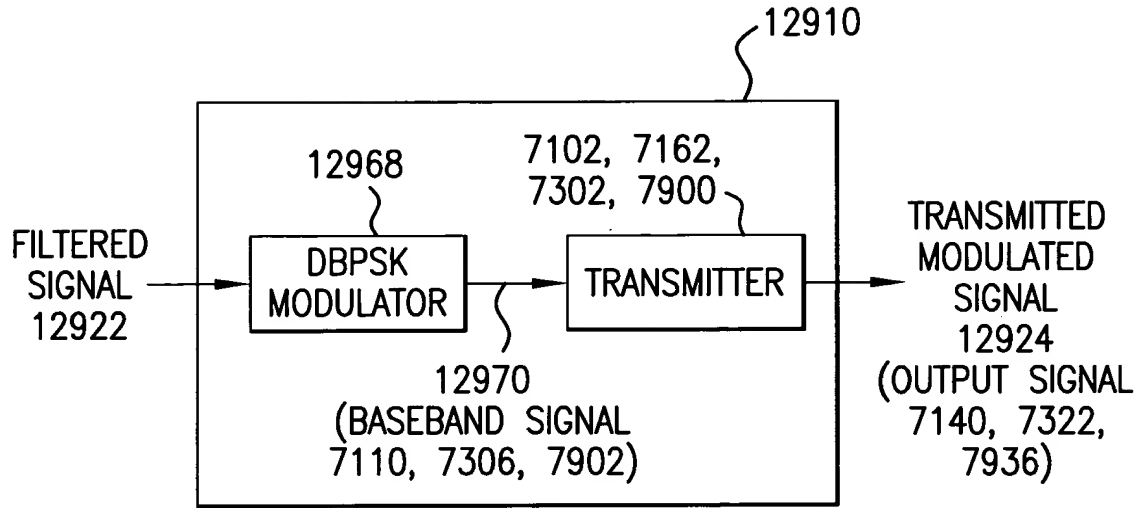 12910
7102, 7162,
7302, 7900
12968
FILTERED
SIGNAL
12922
DBPSK
MODULATOR
TRANSMITTER
TRANSMITTED
MODULATED
SIGNAL
12924
(OUTPUT SIGNAL
7140, 7322,
7936)
12970
(BASEBAND SIGNAL
7110, 7306, 7902)